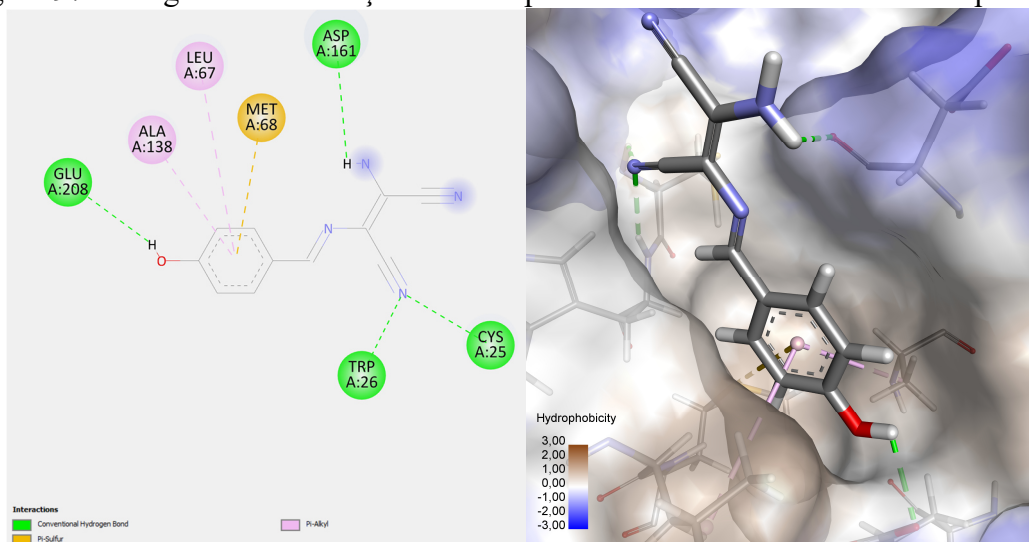 ASP
A:161
LEU
A:67
MET
A:68
ALA
A:138
GLU
A:208
H
N
N
H
O
N
N
CYS
A:25
TRP
A:26
Interactions
Conventional Hydrogen Bond
Pi-Sulfur
Pi-Alkyl
Hydrophobicity
3,00
2,00
1,00
0,00
-1,00
-2,00
-3,00